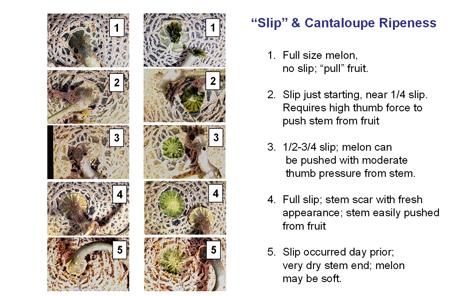 "Slip" & Cantaloupe Ripeness
1 1
2 2
3 3
4 4
5 5
1. Full size melon,
no slip; "pull" fruit.
2. Slip just starting, near 1/4 slip.
Requires high thumb force to
push stem from fruit
3. 1/2-3/4 slip; melon can
be pushed with moderate
thumb pressure from stem.
4. Full slip; stem scar with fresh
appearance; stem easily pushed
from fruit
5. Slip occurred day prior;
very dry stem end; melon
may be soft.